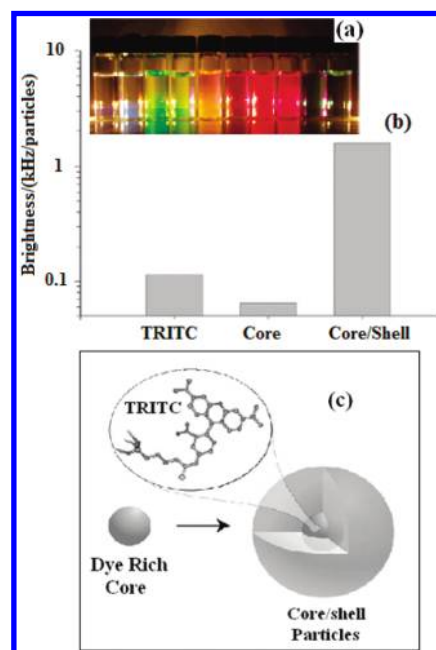 (a)
10
(b)
Brightness/(kHz/particles)
1
0.1
TRITC Core Core/Shell
(c)
TRITC
Dye Rich
Core
Core/shell
Particles